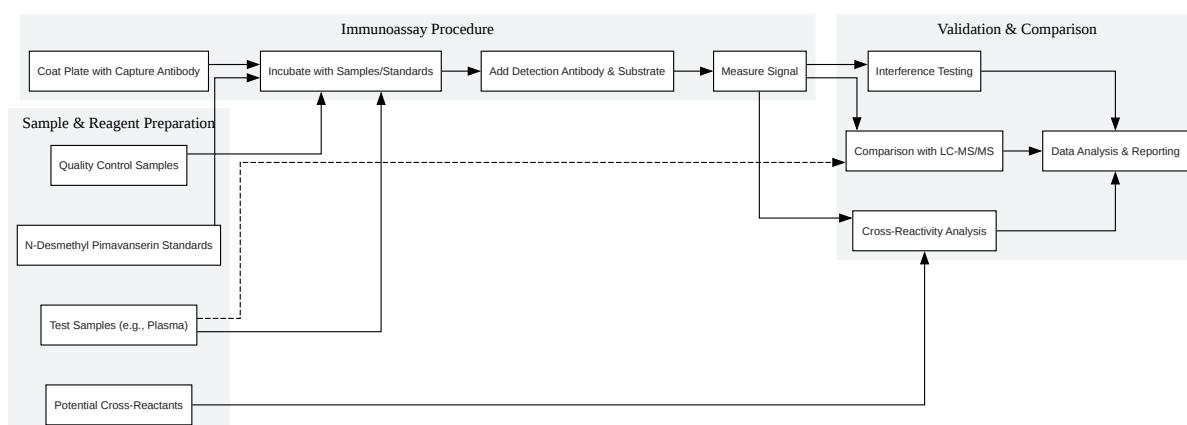 Immunoassay Procedure
Validation & Comparison
Coat Plate with Capture Antibody
Incubate with Samples/Standards
Add Detection Antibody & Substrate
Measure Signal
Interference Testing
Sample & Reagent Preparation
Quality Control Samples
Comparison with LC-MS/MS
Data Analysis & Reporting
N-Desmethyl Pimavanserin Standards
Cross-Reactivity Analysis
Test Samples (e.g., Plasma)
Potential Cross-Reactants